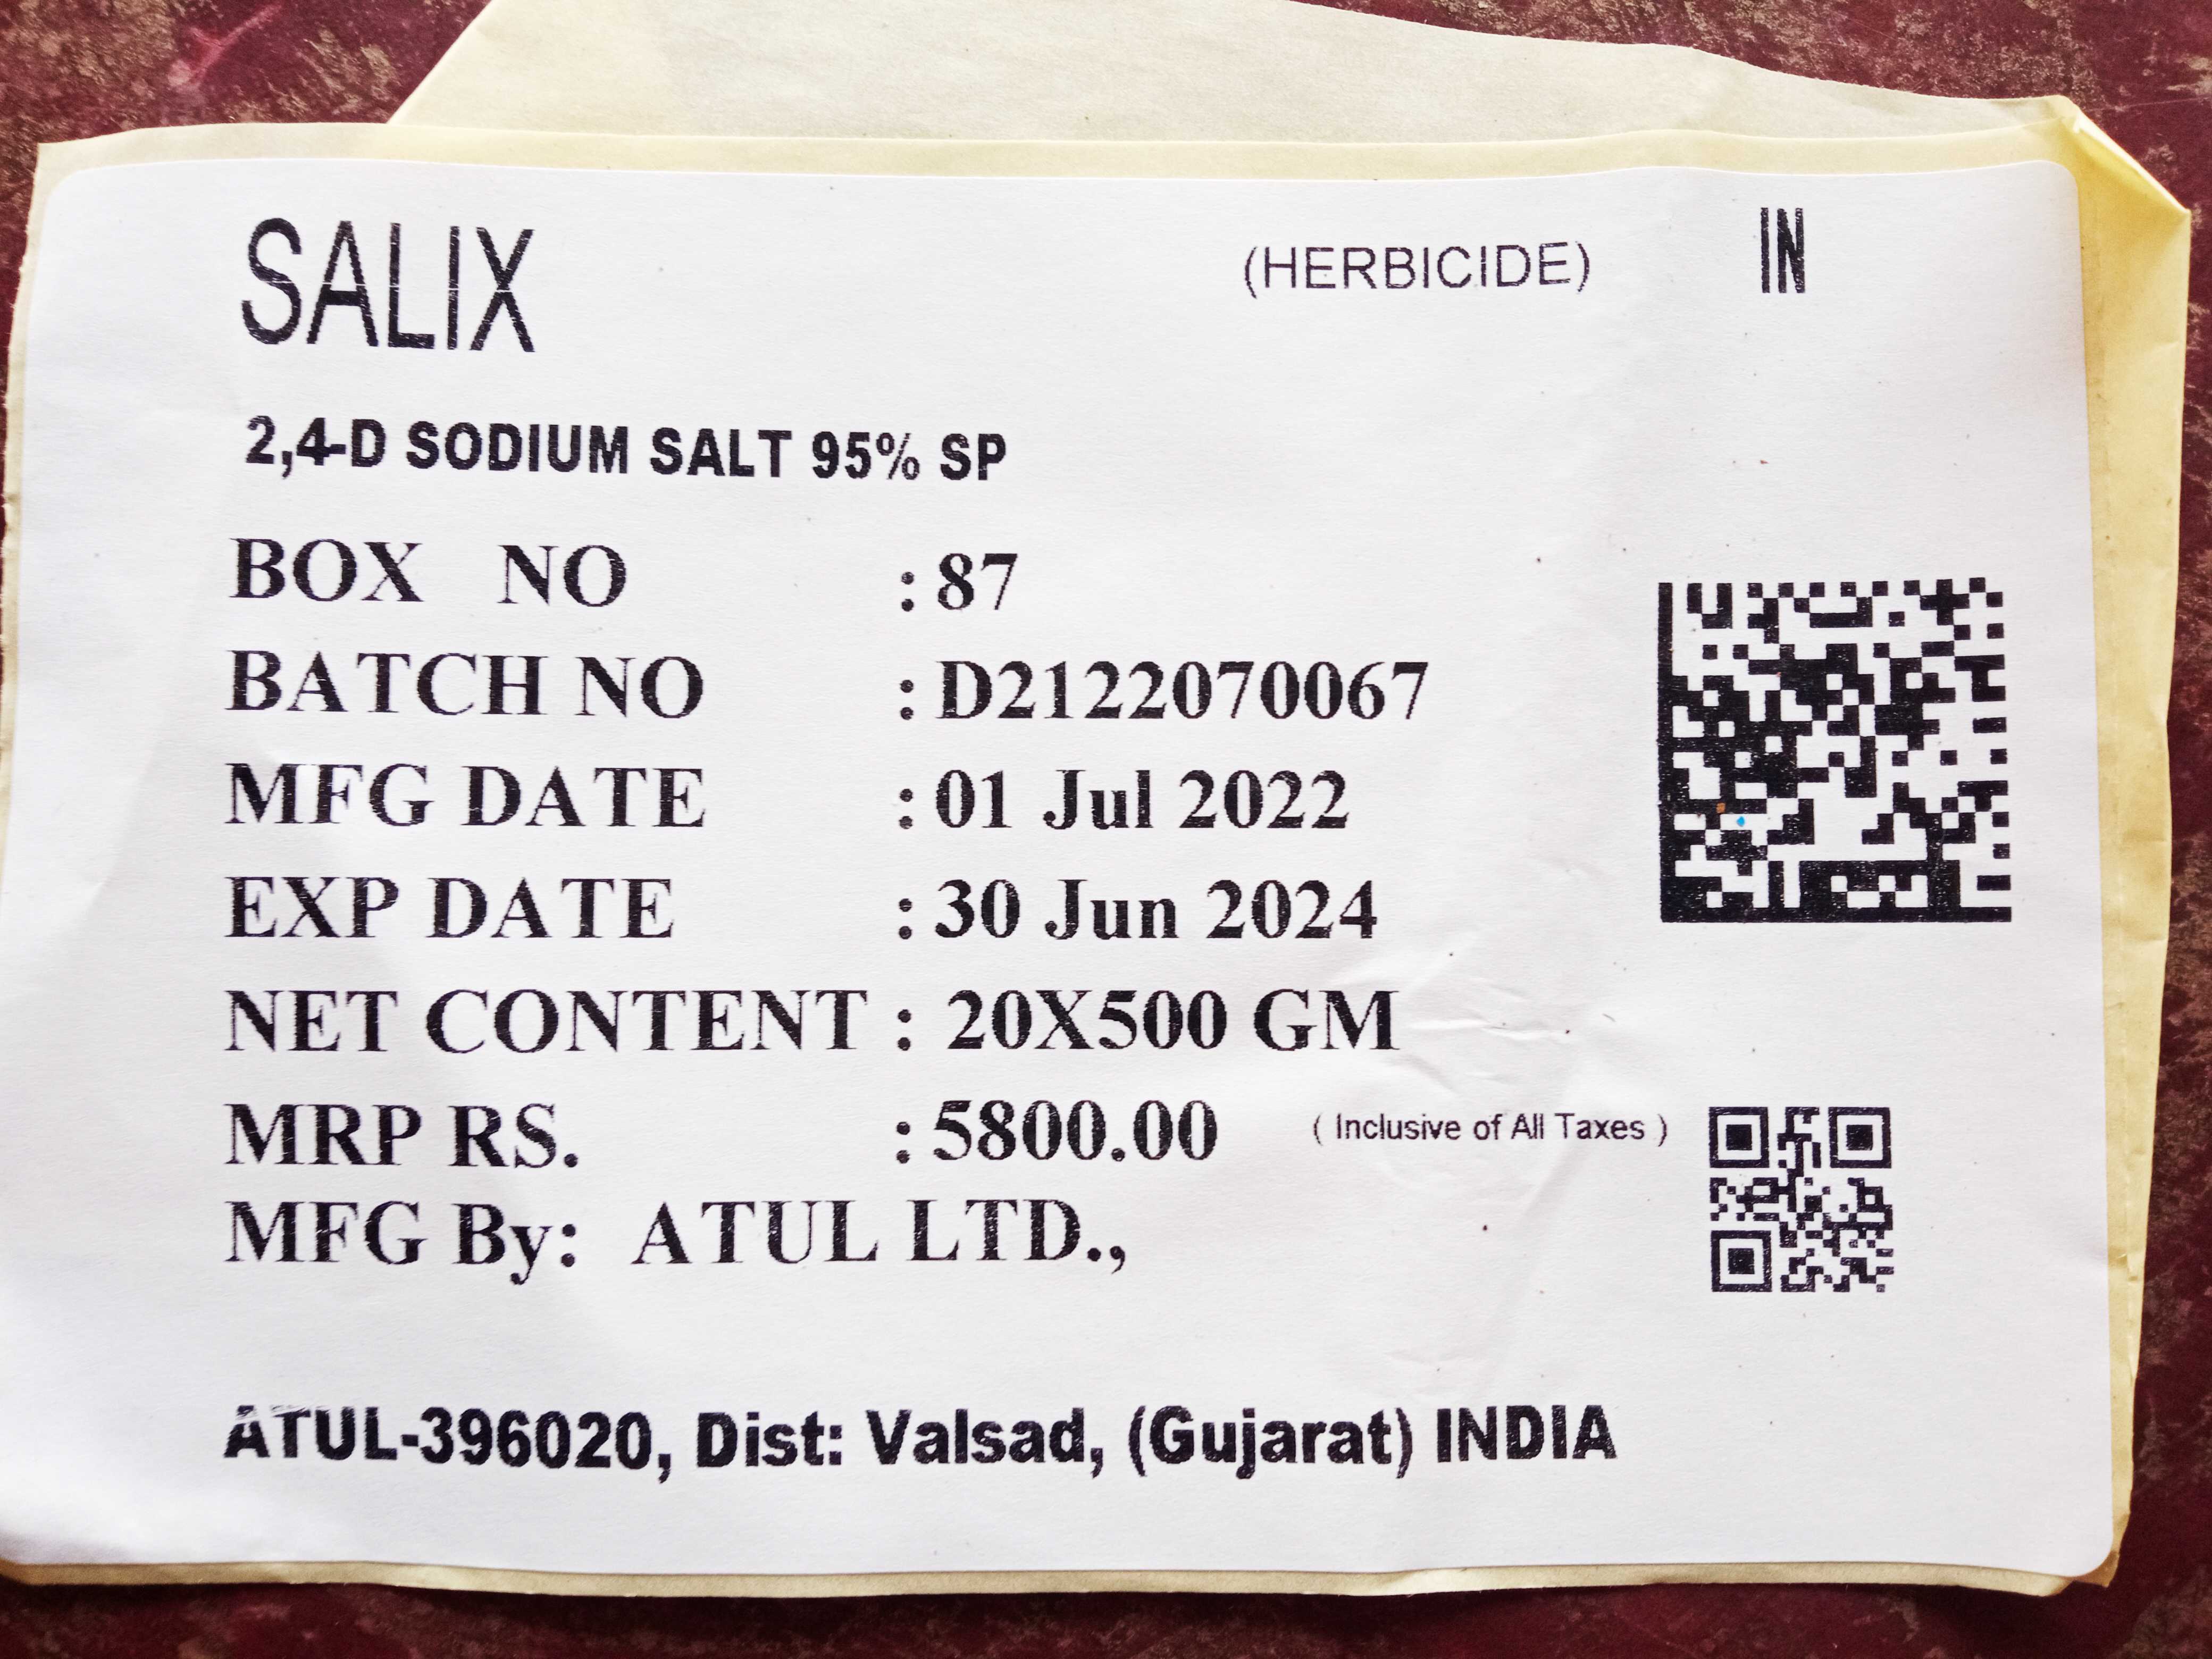 SALIX (HERBICIDE) IN
2,4-D SODIUM SALT 95% SP
BOX NO : 87
BATCH NO : D2122070067
MFG DATE : 01 Jul 2022
EXP DATE : 30 Jun 2024
NET CONTENT : 20X500 GM
MRP RS. : 5800.00 ( Inclusive of All Taxes )
MFG By: ATUL LTD.,
ATUL-396020, Dist: Valsad, (Gujarat) INDIA